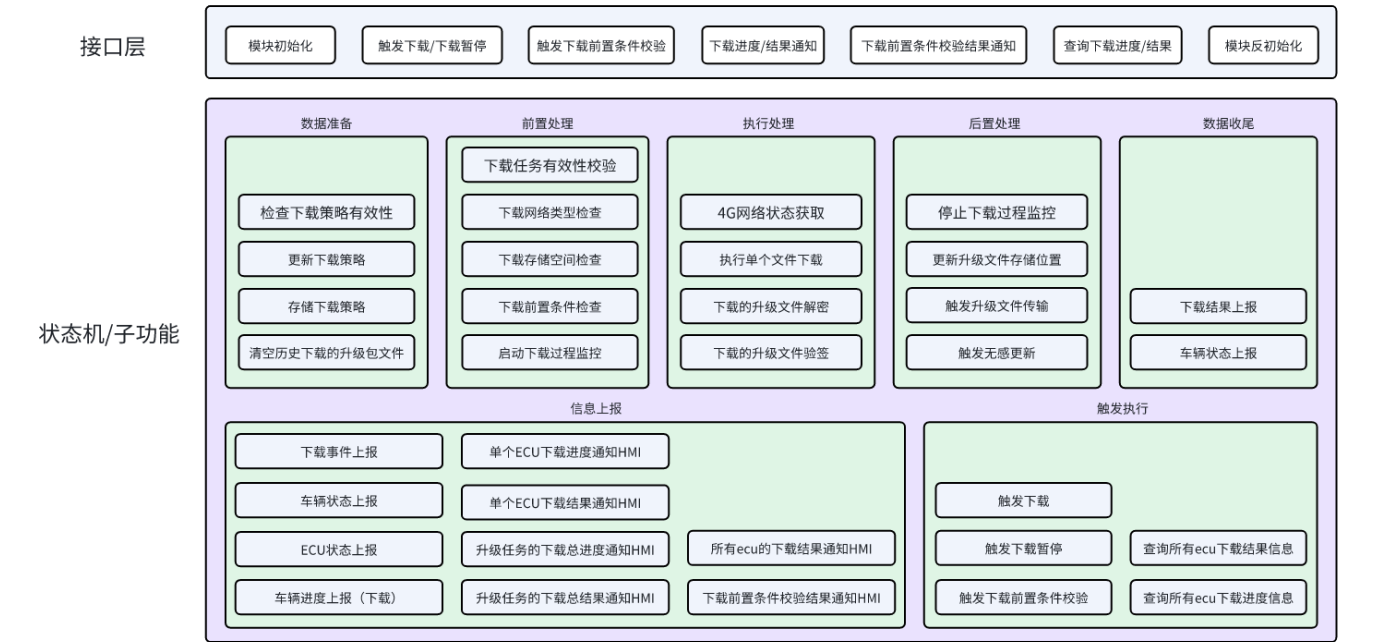 接口层
模块初始化
触发下载/下载暂停
触发下载前置条件校验
下载进度/结果通知
下载前置条件校验结果通知
查询下载进度/结果
模块反初始化
状态机/子功能
数据准备
检查下载策略有效性
更新下载策略
存储下载策略
清空历史下载的升级包文件
前置处理
下载任务有效性校验
下载网络类型检查
下载存储空间检查
下载前置条件检查
启动下载过程监控
执行处理
4G网络状态获取
执行单个文件下载
下载的升级文件解密
下载的升级文件验签
后置处理
停止下载过程监控
更新升级文件存储位置
触发升级文件传输
触发无感更新
数据收尾
下载结果上报
车辆状态上报
信息上报
下载事件上报
车辆状态上报
ECU状态上报
车辆进度上报（下载）
单个ECU下载进度通知HMI
单个ECU下载结果通知HMI
升级任务的下载总进度通知HMI
升级任务的下载总结果通知HMI
所有ecu的下载结果通知HMI
下载前置条件校验结果通知HMI
触发执行
触发下载
触发下载暂停
触发下载前置条件校验
查询所有ecu下载结果信息
查询所有ecu下载进度信息